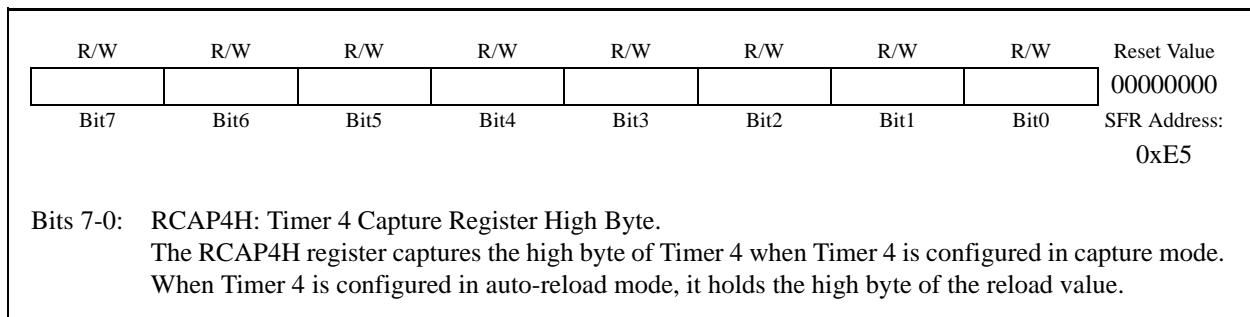 R/W R/W R/W R/W R/W R/W R/W R/W Reset Value
00000000
Bit7 Bit6 Bit5 Bit4 Bit3 Bit2 Bit1 Bit0 SFR Address:
0xE5
Bits 7-0: RCAP4H: Timer 4 Capture Register High Byte.
The RCAP4H register captures the high byte of Timer 4 when Timer 4 is configured in capture mode.
When Timer 4 is configured in auto-reload mode, it holds the high byte of the reload value.